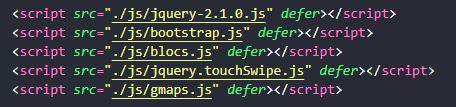 <script src="./js/jquery-2.1.0.js" defer></script>
<script src="./js/bootstrap.js" defer></script>
<script src="./js/blocs.js" defer></script>
<script src="./js/jquery.touchSwipe.js" defer></script>
<script src="./js/gmaps.js" defer></script>